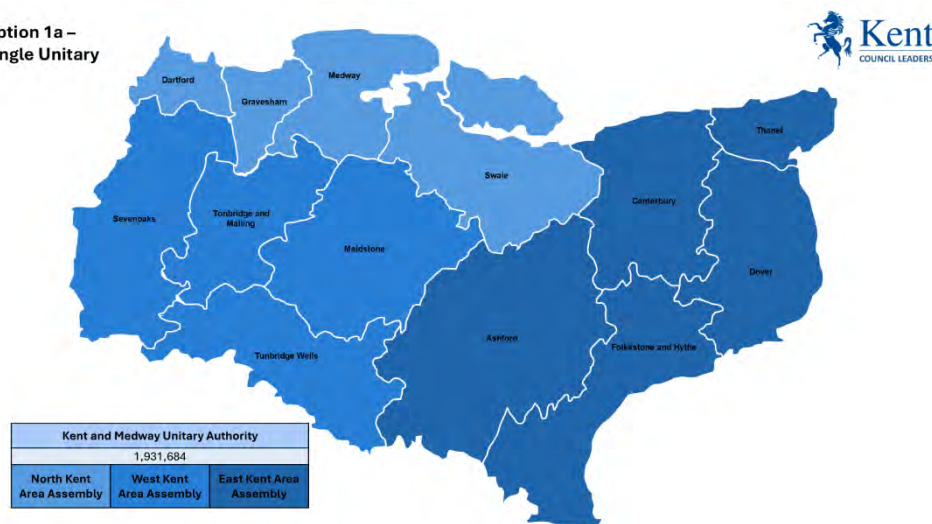 ption 1a –
ngle Unitary
Kent
COUNCIL LEADERS
Dartford
Gravesham
Medway
Thanet
Swale
Canterbury
Sevenoaks
Tonbridge and
Malling
Maidstone
Dover
Ashford
Folkestone and Hythe
Tunbridge Wells
Kent and Medway Unitary Authority
1,931,684
North Kent
Area Assembly
West Kent
Area Assembly
East Kent Area
Assembly